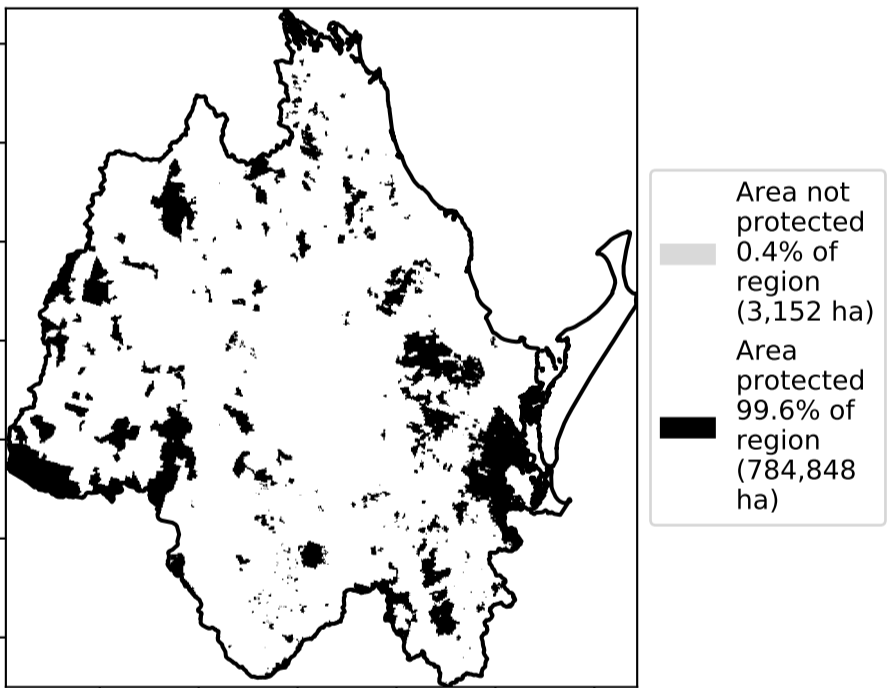 Area not
protected
0.4% of
region
(3,152 ha)
Area
protected
99.6% of
region
(784,848
ha)